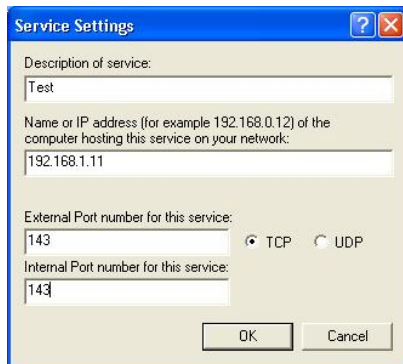 Service Settings
Description of service:
Test
Name or IP address (for example 192.168.0.12) of the
computer hosting this service on your network:
192.168.1.11
External Port number for this service:
143
TCP
UDP
Internal Port number for this service:
143
OK
Cancel